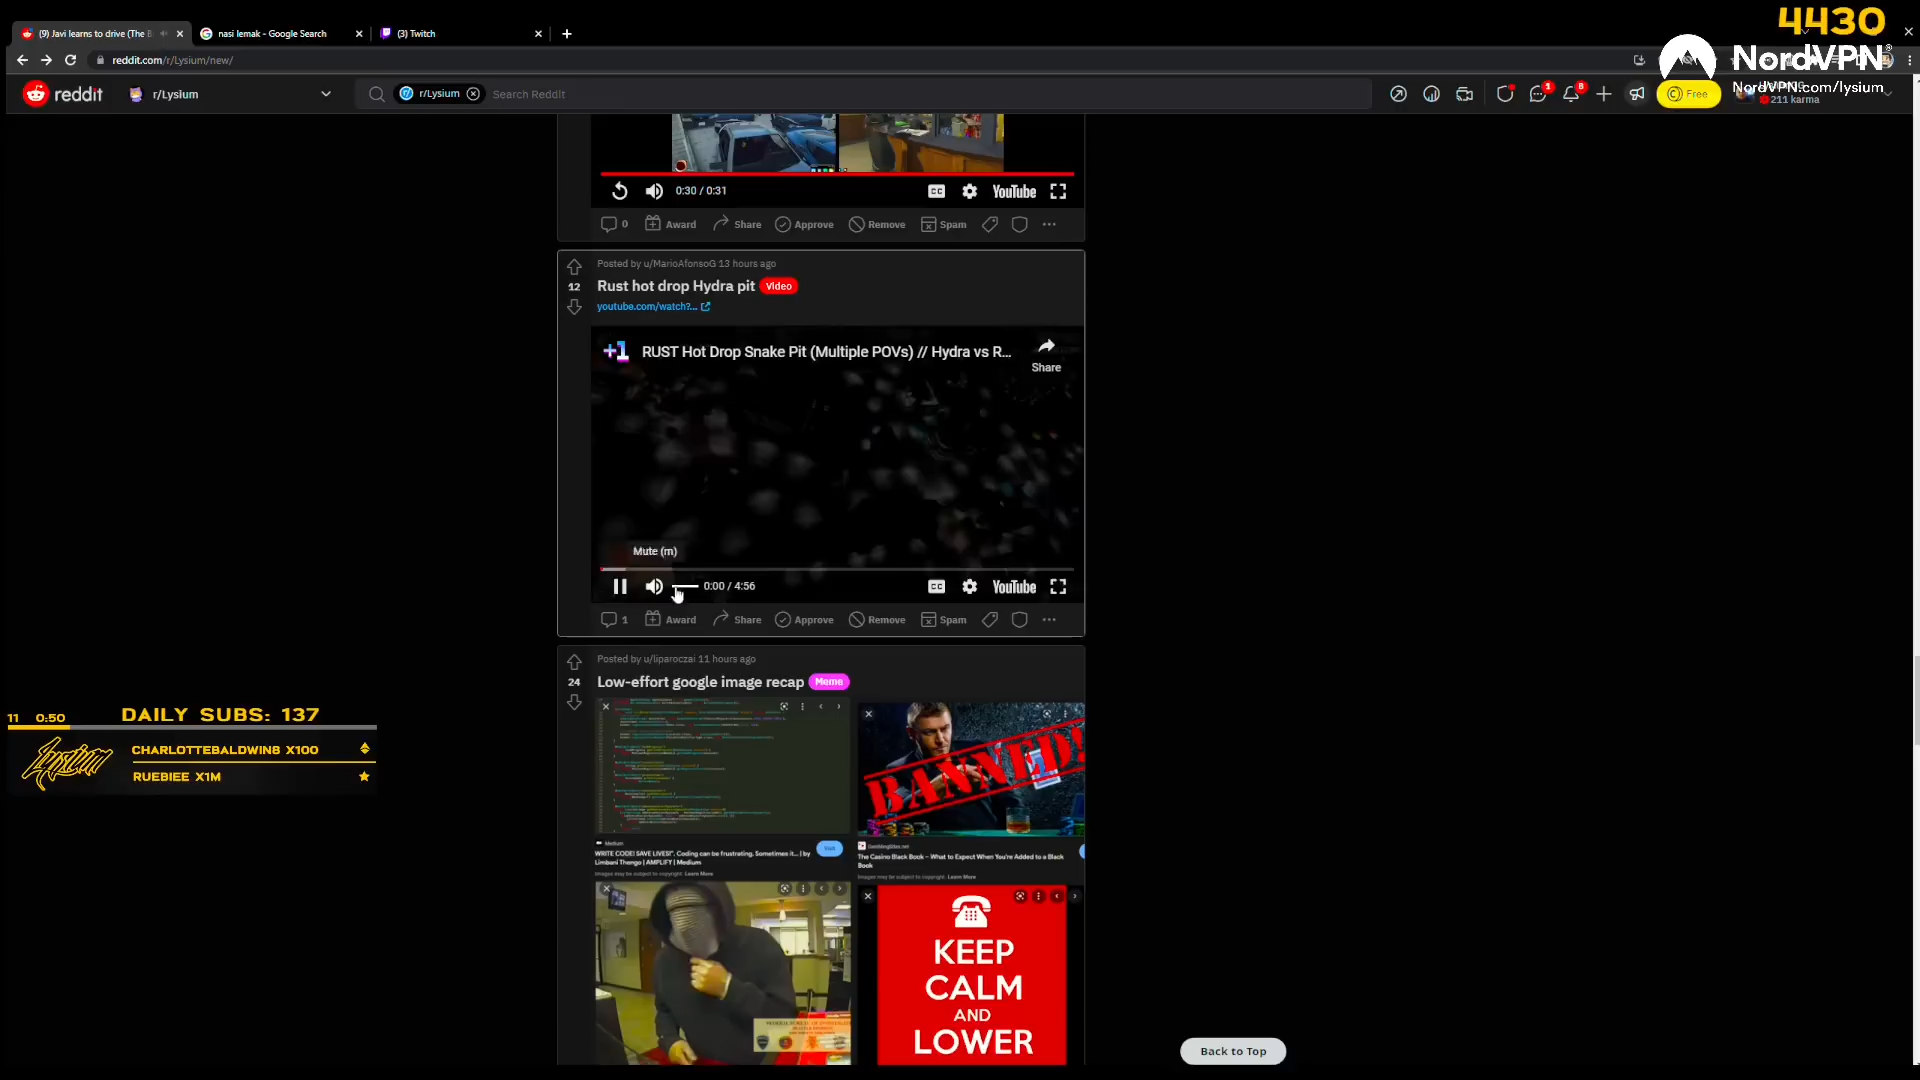 (9) Javi learns to drive (The B
nasi lemak - Google Search
(3) Twitch
4430
reddit.com/r/Lysium/new/
NordVPN
NordVPN.com/lysium
reddit
r/Lysium
r/Lysium
Search Reddit
1
8
Free
211 karma
0:30 / 0:31
CC
YouTube
0
Award
Share
Approve
Remove
Spam
Posted by u/MarioAfonsoG 13 hours ago
12
Rust hot drop Hydra pit
Video
youtube.com/watch?...
+1
RUST Hot Drop Snake Pit (Multiple POVs) // Hydra vs R...
Share
Mute (m)
0:00 / 4:56
CC
YouTube
1
Award
Share
Approve
Remove
Spam
Posted by u/liparoczai 11 hours ago
24
Low-effort google image recap
Meme
BANNED!
Medium
WRITE CODE! SAVE LIVES!". Coding can be frustrating. Sometimes it... | by
Limbani Thengo | AMPLIFY | Medium
Visit
Images may be subject to copyright. Learn More
GamblingSites.net
The Casino Black Book – What to Expect When You're Added to a Black
Book
Images may be subject to copyright. Learn More
KEEP
CALM
AND
LOWER
11
0:50
DAILY SUBS: 137
Lysium
CHARLOTTEBALDWIN8 X100
RUEBIEE X1M
Back to Top